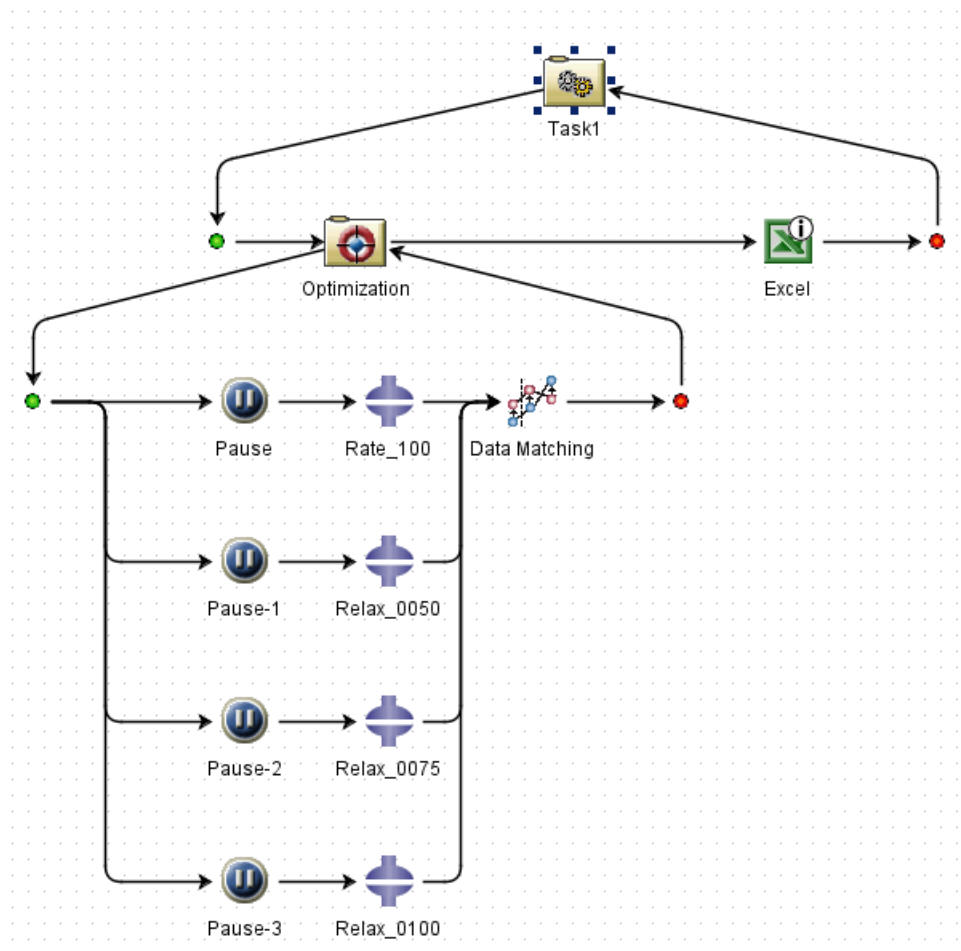 Task1
Optimization
Excel
Pause
Rate_100
Data Matching
Pause-1
Relax_0050
Pause-2
Relax_0075
Pause-3
Relax_0100